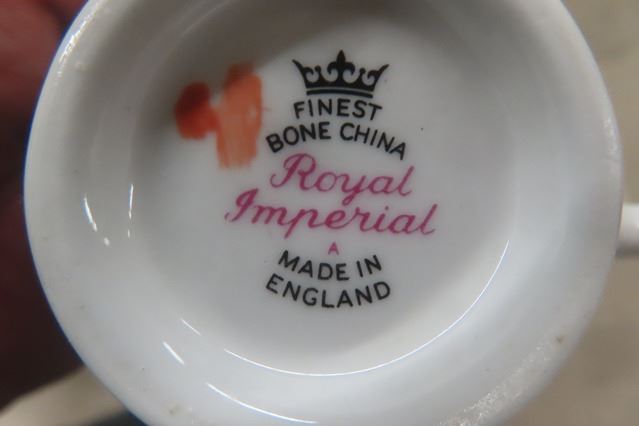 FINEST
BONE CHINA
Royal
Imperial
A
MADE IN
ENGLAND